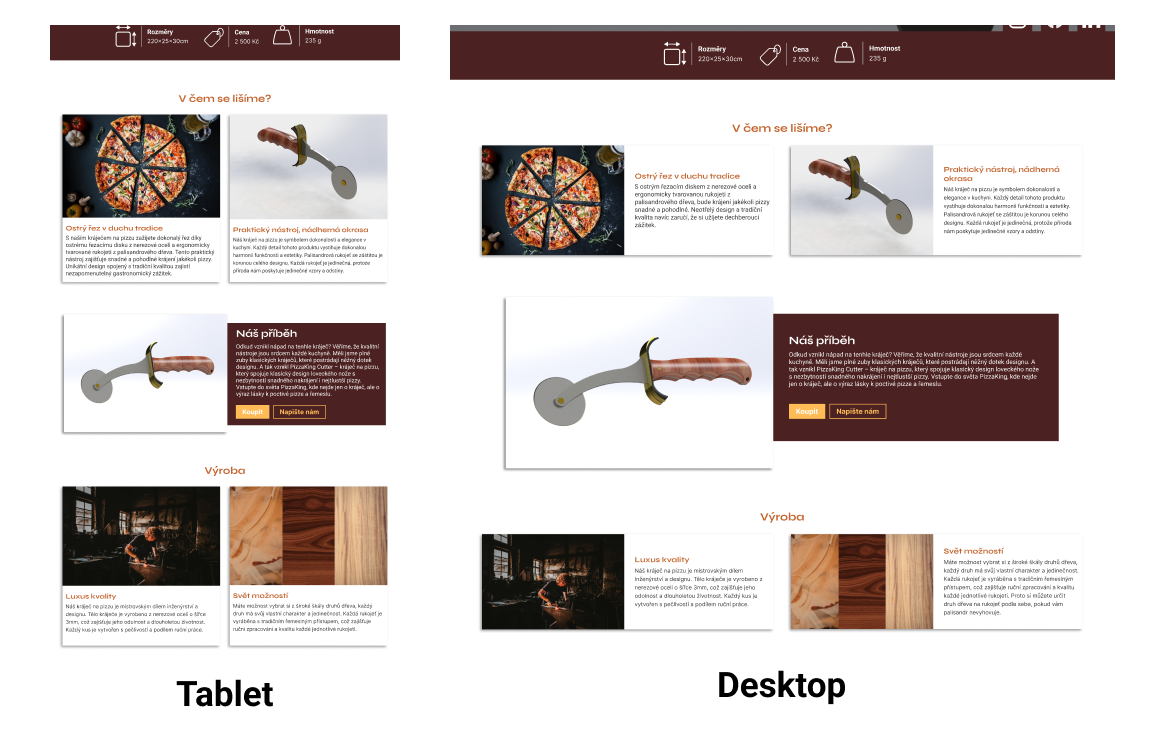 Rozměry
220×25×30cm
Cena
2 500 Kč
Hmotnost
235 g
V čem se lišíme?
Ostrý řez v duchu tradice
S naším kráječem na pizzu zažijete dokonalý řez díky
ostrému řezacímu disku z nerezové oceli a ergonomicky
tvarované rukojeti z palisandrového dřeva. Tento praktický
nástroj zajišťuje snadné a pohodlné krájení jakékoli pizzy.
Unikátní design spojený s tradiční kvalitou zajistí
nezapomenutelný gastronomický zážitek.
Praktický nástroj, nádherná okrasa
Náš kráječ na pizzu je symbolem dokonalosti a elegance v
kuchyni. Každý detail tohoto produktu vystihuje dokonalou
harmonii funkčnosti a estetiky. Palisandrová rukojeť se záštitou je
korunou celého designo. Každá rukojeť je jedinečná, protože
příroda nám poskytuje jedinečné vzory a odstíny.
Náš příběh
Odkud vznikl nápad na tenhle kráječ? Věříme, že kvalitní
nástroje jsou srdcem každé kuchyně. Měli jsme plné
zuby klasických kráječů, které postrádají něžný dotek
designu. A tak vznikl PizzaKing Cutter – kráječ na pizzu,
který spojuje klasický design loveckého nože s
nezbytností snadného nakrájení i nejtlustší pizzy.
Vstupte do světa PizzaKing, kde nejde jen o kráječ, ale o
výraz lásky k poctivé pizze a řemeslu.
Koupit
Napište nám
Výroba
Luxus kvality
Náš kráječ na pizzu je mistrovským dílem inženýrství a
designu. Tělo kráječe je vyrobeno z nerezové oceli o šířce
3mm, což zajišťuje jeho odolnost a dlouholetou životnost.
Každý kus je vytvořen s pečlivostí a podílem ruční práce.
Svět možností
Máte možnost vybrat si z široké škály druhů dřeva, každý
druh má svůj vlastní charakter a jedinečnost. Každá rukojeť je
vyráběna s tradičním řemeslným přístupem, což zajišťuje
ruční zpracování a kvalitu každé jednotlivé rukojeti.
Tablet
Rozměry
220×25×30cm
Cena
2 500 Kč
Hmotnost
235 g
V čem se lišíme?
Ostrý řez v duchu tradice
S ostrým řezacím diskem z nerezové oceli a
ergonomicky tvarovanou rukojetí z
palisandrového dřeva, bude krájení jakékoli pizzy
snadné a pohodlné. Neotřelý design a tradiční
kvalita navíc zaručí, že si užijete dechberoucí
zážitek.
Praktický nástroj, nádherná
okrasa
Náš kráječ na pizzu je symbolem dokonalosti a
elegance v kuchyni. Každý detail tohoto produktu
vystihuje dokonalou harmonii funkčnosti a estetiky.
Palisandrová rukojeť se záštitou je korunou celého
designo. Každá rukojeť je jedinečná, protože příroda
nám poskytuje jedinečné vzory a odstíny.
Náš příběh
Odkud vznikl nápad na tenhle kráječ? Věříme, že kvalitní nástroje jsou srdcem každé
kuchyně. Měli jsme plné zuby klasických kráječů, které postrádají něžný dotek designu. A
tak vznikl PizzaKing Cutter – kráječ na pizzu, který spojuje klasický design loveckého nože
s nezbytností snadného nakrájení i nejtlustší pizzy. Vstupte do světa PizzaKing, kde nejde
jen o kráječ, ale o výraz lásky k poctivé pizze a řemeslu.
Koupit
Napište nám
Výroba
Luxus kvality
Náš kráječ na pizzu je mistrovským dílem
inženýrství a designu. Tělo kráječe je vyrobeno z
nerezové oceli o šířce 3mm, což zajišťuje jeho
odolnost a dlouholetou životnost. Každý kus je
vytvořen s pečlivostí a podílem ruční práce.
Svět možností
Máte možnost vybrat si z široké škály druhů dřeva,
každý druh má svůj vlastní charakter a jedinečnost.
Každá rukojeť je vyráběna s tradičním řemeslným
přístupem, což zajišťuje ruční zpracování a kvalitu
každé jednotlivé rukojeti. Proto si můžete určit
druh dřeva na rukojeť podle sebe, pokud vám
palisandr nevyhovuje.
Desktop